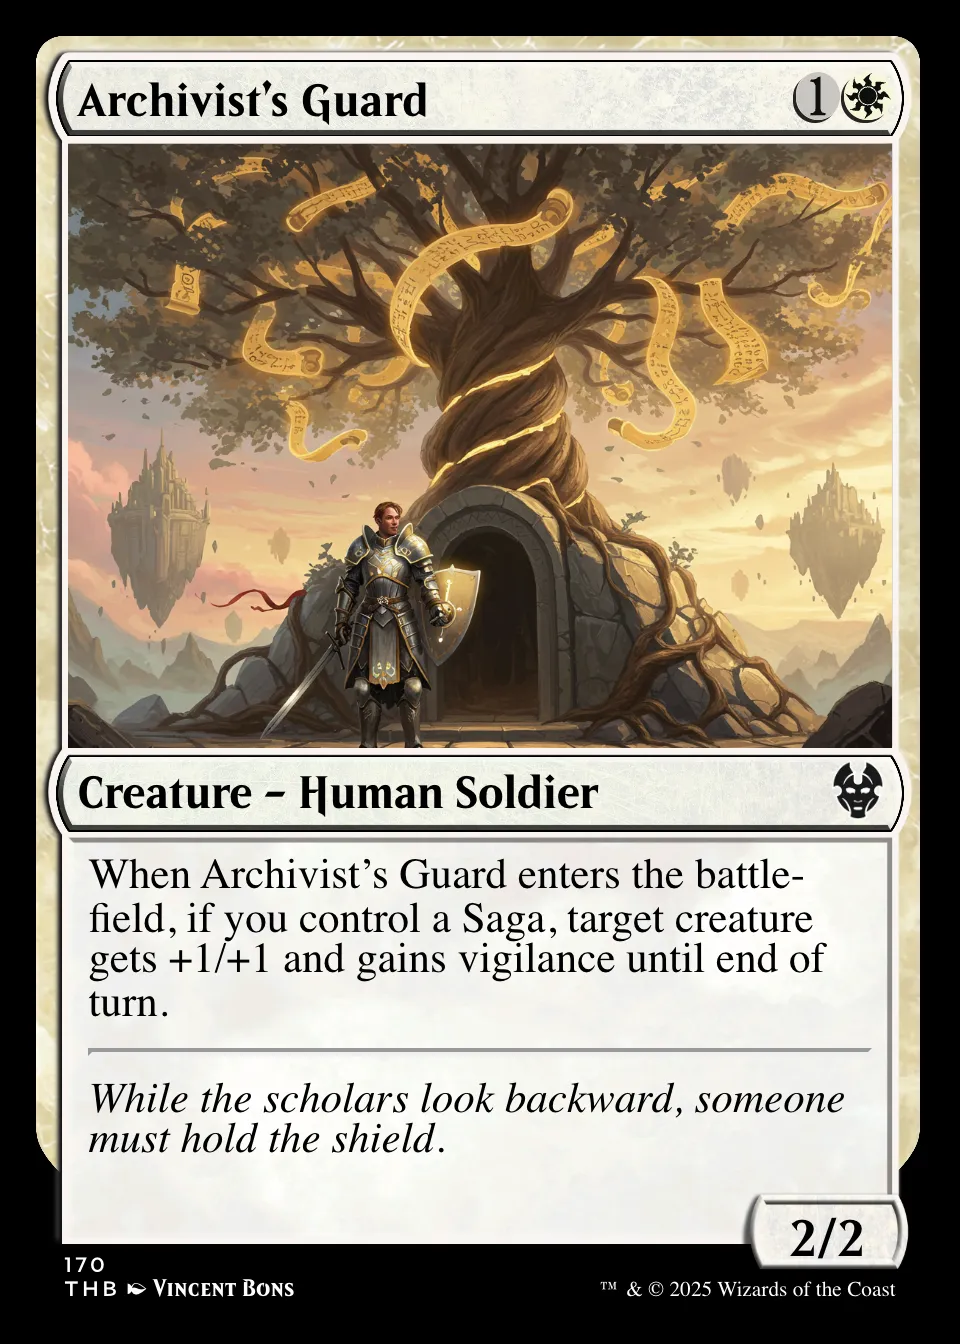 Archivist's Guard 1
Creature – Human Soldier
When Archivist’s Guard enters the battle-
field, if you control a Saga, target creature
gets +1/+1 and gains vigilance until end of
turn.
While the scholars look backward, someone
must hold the shield.
2/2
170
THB Vincent Bons
™ & © 2025 Wizards of the Coast